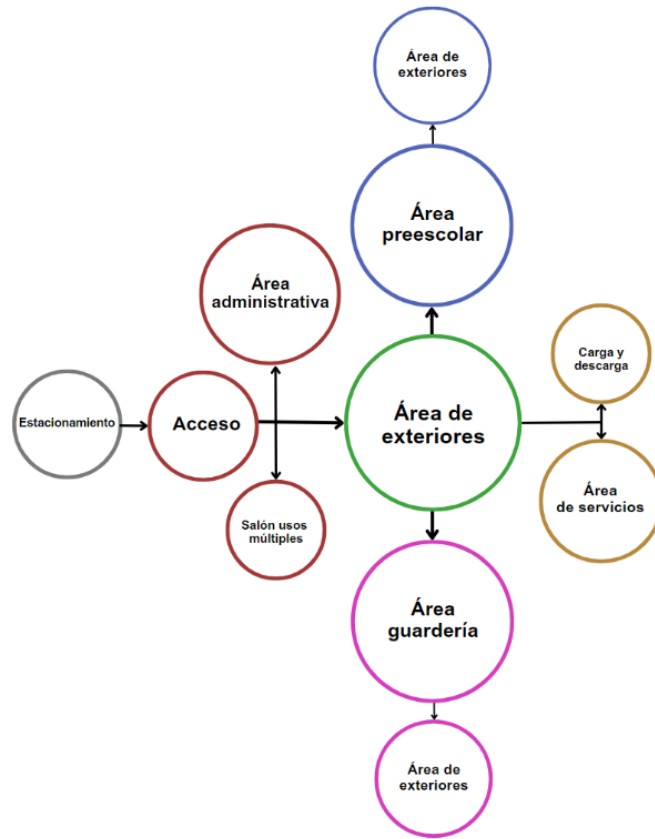 Área de
exteriores
Área
preescolar
Área
administrativa
Carga y
descarga
Estacionamiento
Acceso
Área de
exteriores
Área
de servicios
Salón usos
múltiples
Área
guardería
Área de
exteriores